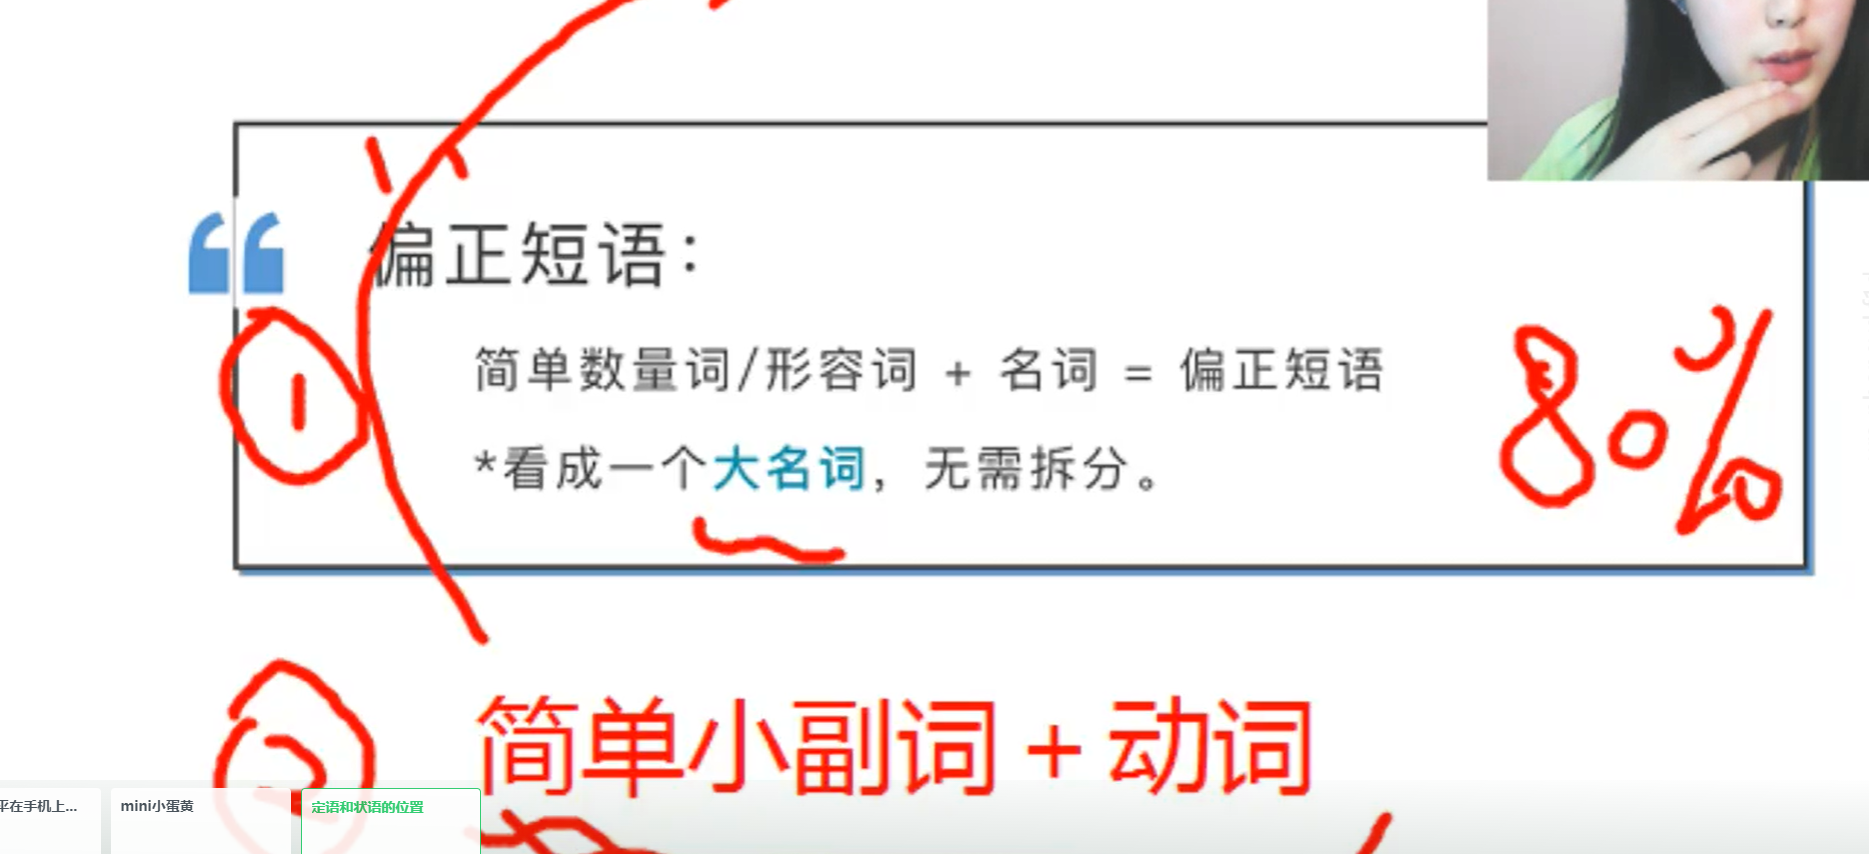 偏正短语：
简单数量词/形容词 + 名词 = 偏正短语
*看成一个大名词，无需拆分。
80%
1
简单小副词 + 动词
2
平在手机上...
mini小蛋黄
定语和状语的位置